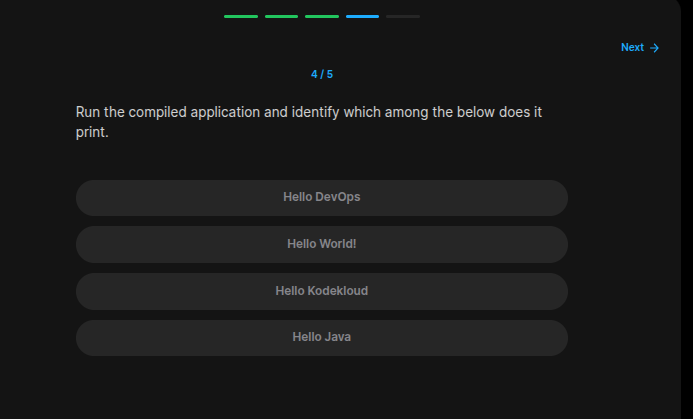 Next →
4 / 5
Run the compiled application and identify which among the below does it
print.
Hello DevOps
Hello World!
Hello Kodekloud
Hello Java